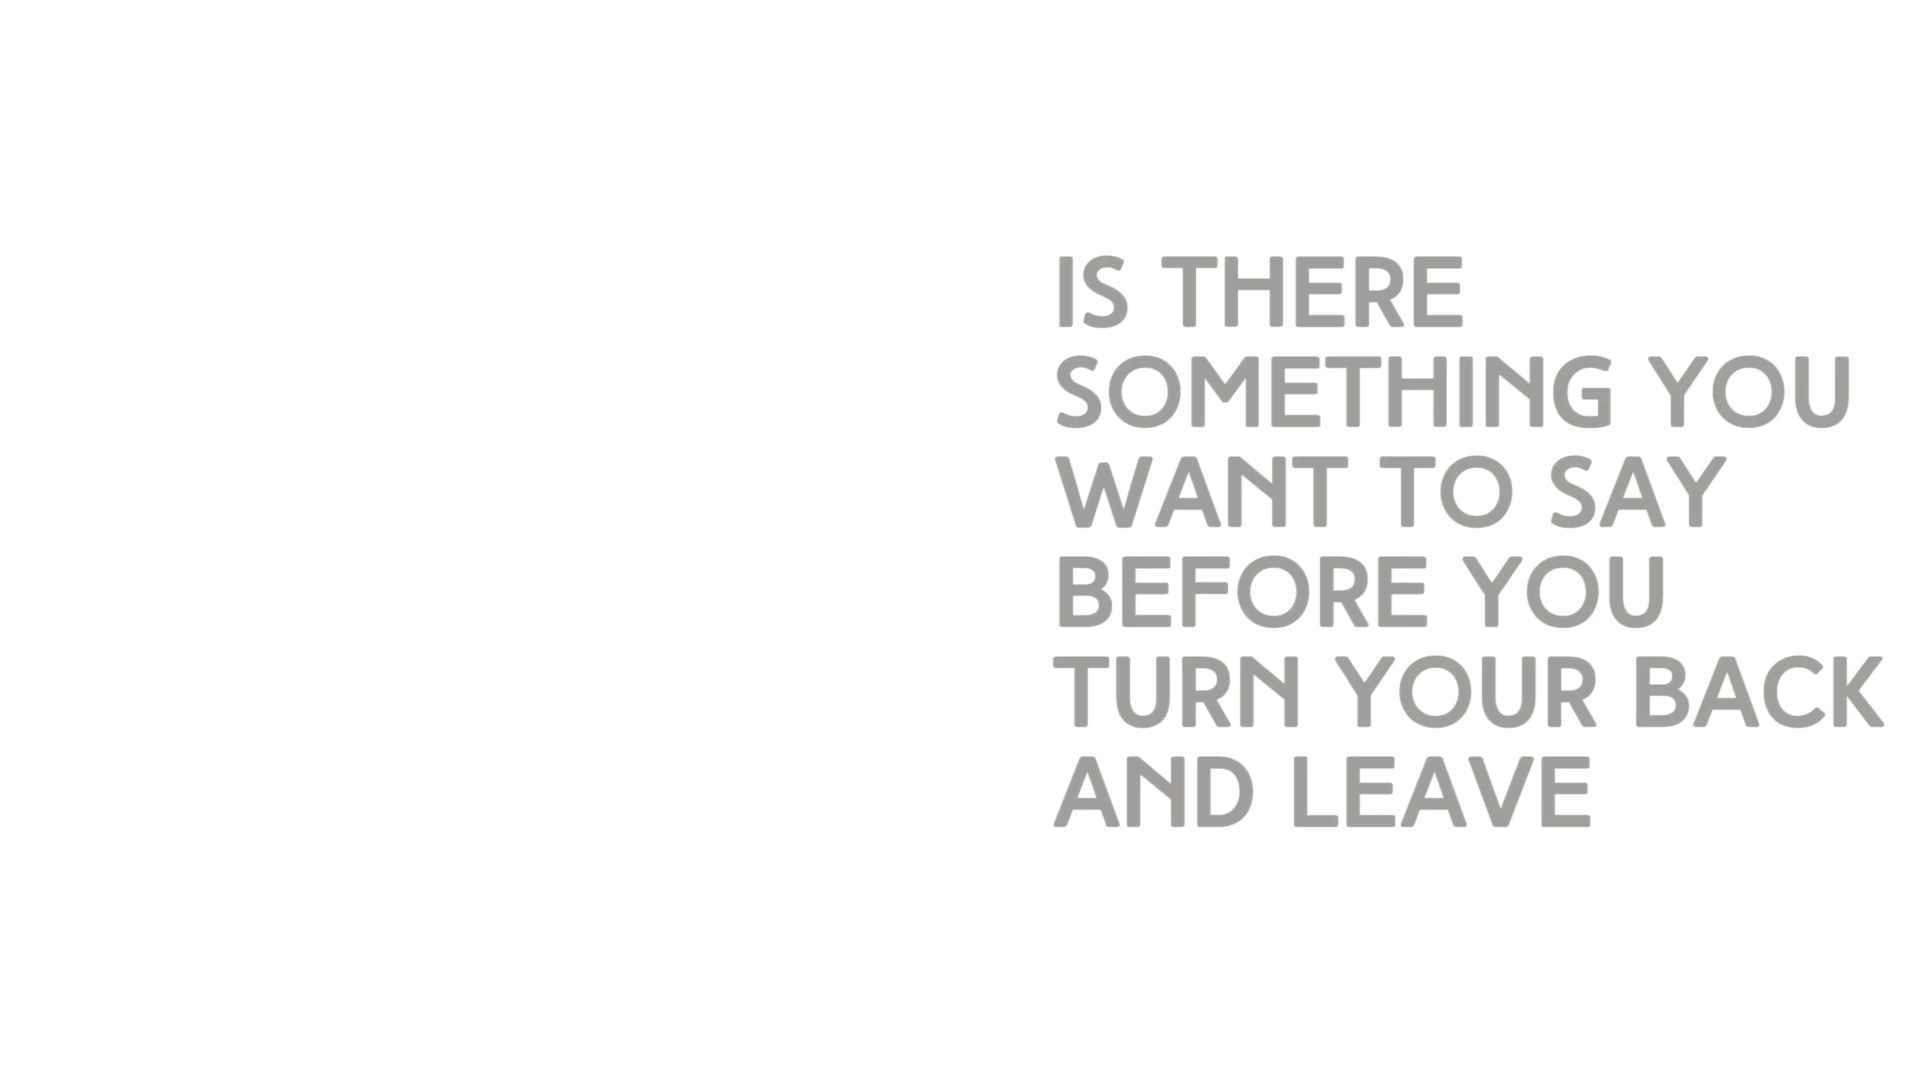 IS THERE
SOMETHING YOU
WANT TO SAY
BEFORE YOU
TURN YOUR BACK
AND LEAVE